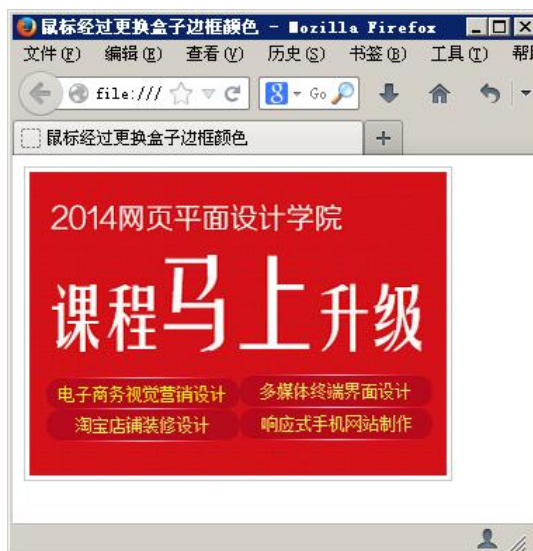 鼠标经过更换盒子边框颜色 - Mozilla Firefox
文件(F) 编辑(E) 查看(V) 历史(S) 书签(B) 工具(T) 帮
file:/// 8 Go
鼠标经过更换盒子边框颜色 +
2014网页平面设计学院
课程马上升级
电子商务视觉营销设计 多媒体终端界面设计
淘宝店铺装修设计 响应式手机网站制作